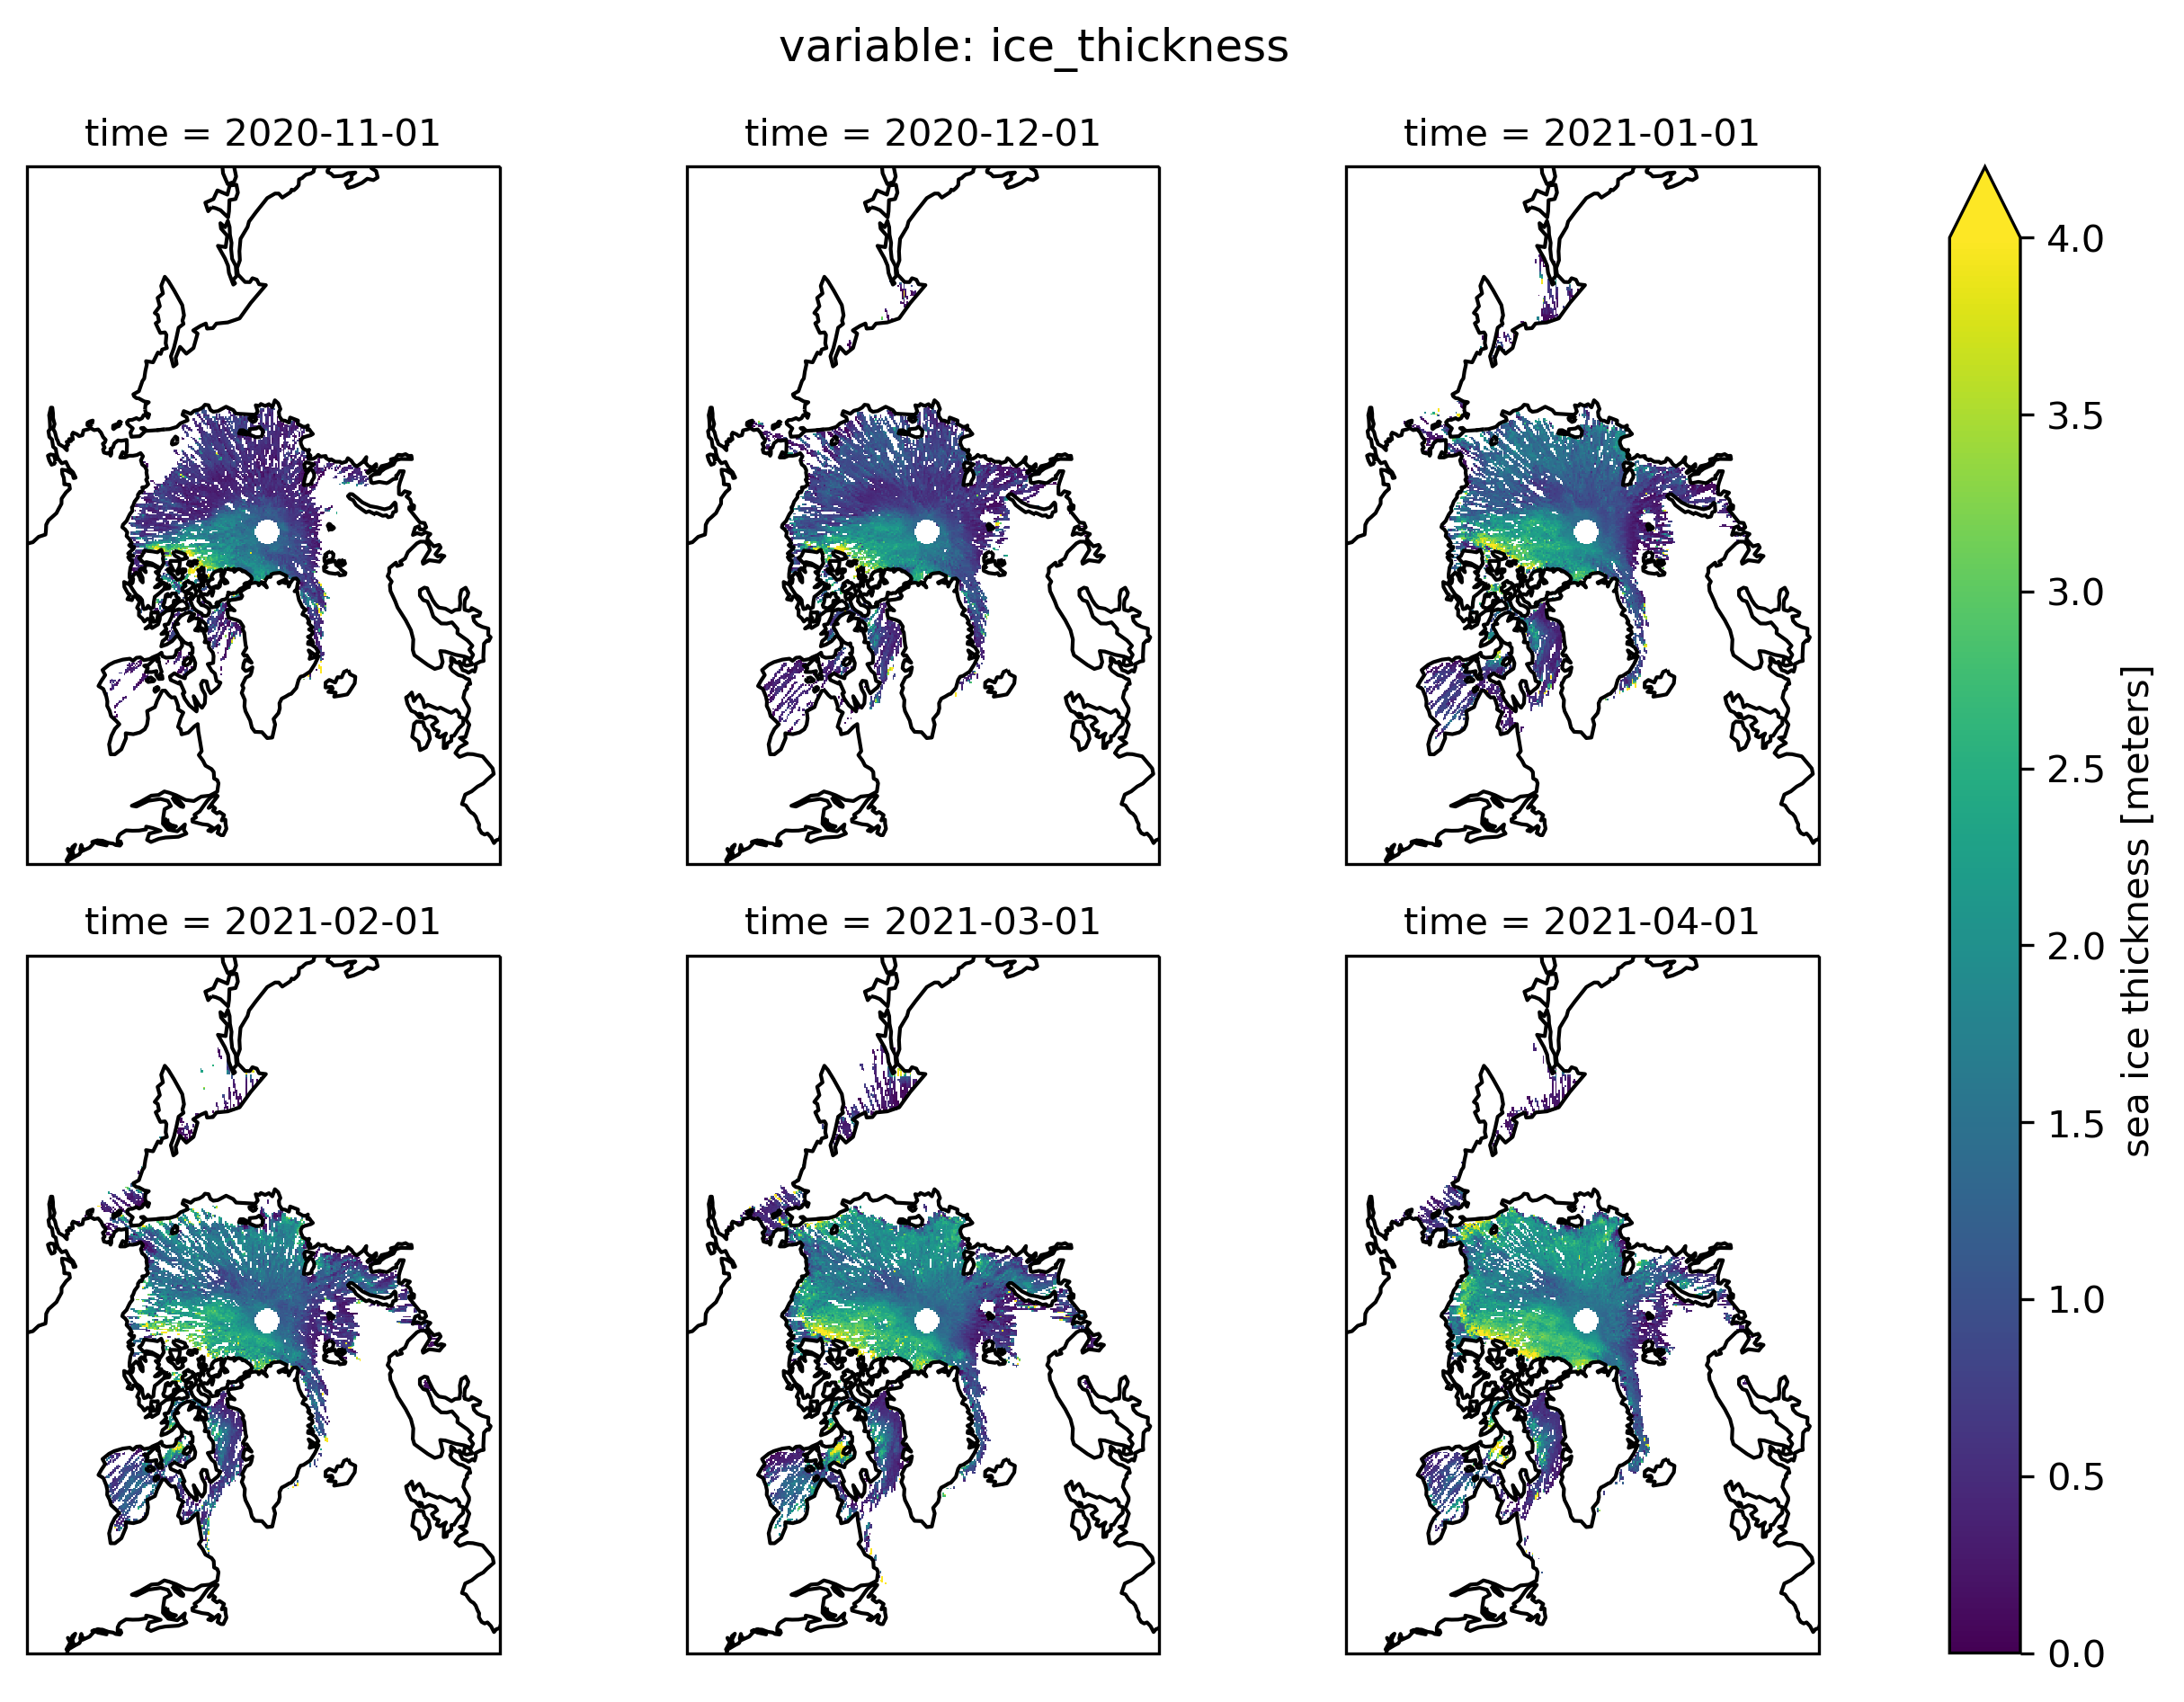 variable: ice_thickness
time = 2020-11-01
time = 2020-12-01
time = 2021-01-01
time = 2021-02-01
time = 2021-03-01
time = 2021-04-01
4.0
3.5
3.0
2.5
2.0
1.5
1.0
0.5
0.0
sea ice thickness [meters]